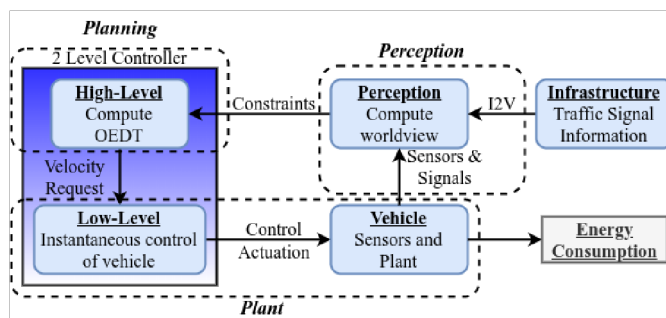 Planning
2 Level Controller
High-Level
Compute
OEDT
Constraints
Perception
Perception
Compute
worldview
I2V
Infrastructure
Traffic Signal
Information
Velocity
Request
Sensors &
Signals
Low-Level
Instantaneous control
of vehicle
Control
Actuation
Vehicle
Sensors and
Plant
Energy
Consumption
Plant